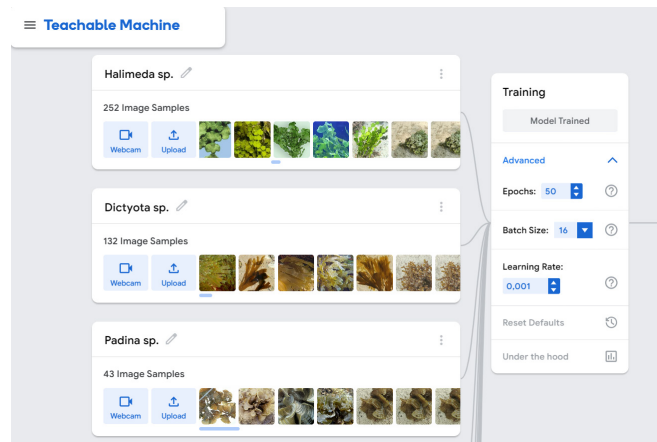 Teachable Machine
Halimeda sp.
252 Image Samples
Webcam
Upload
Dictyota sp.
132 Image Samples
Webcam
Upload
Padina sp.
43 Image Samples
Webcam
Upload
Training
Model Trained
Advanced
Epochs: 50
Batch Size: 16
Learning Rate:
0,001
Reset Defaults
Under the hood